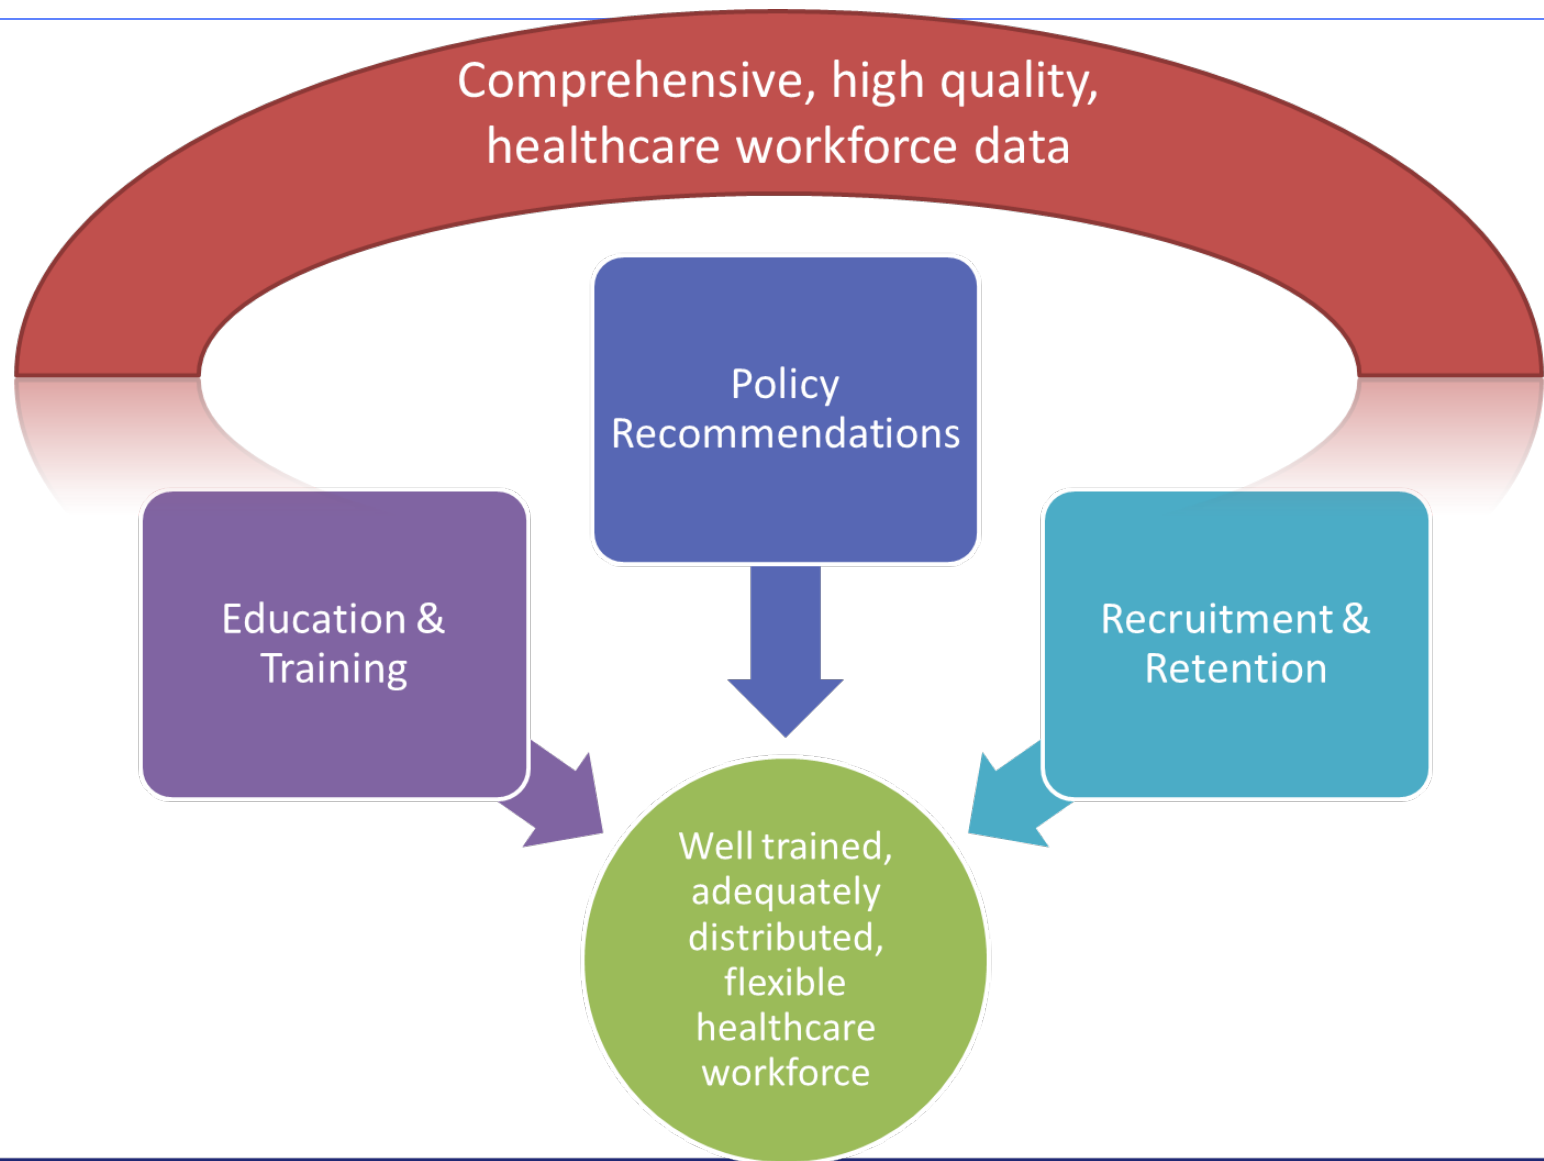 Comprehensive, high quality,
healthcare workforce data
Policy
Recommendations
Education &
Training
Recruitment &
Retention
Well trained,
adequately
distributed,
flexible
healthcare
workforce